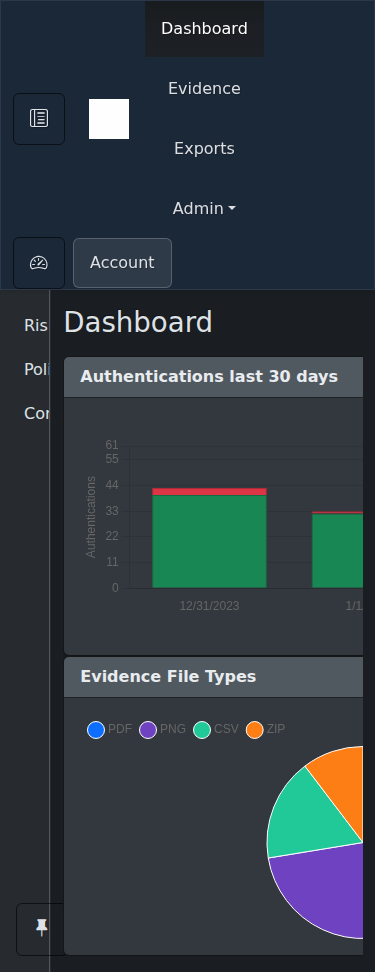 Dashboard
Evidence
Exports
Admin
Account
Ris
Poli
Cor
Dashboard
Authentications last 30 days
61
55
44
33
22
11
0
Authentications
12/31/2023
1/1
Evidence File Types
PDF PNG CSV ZIP